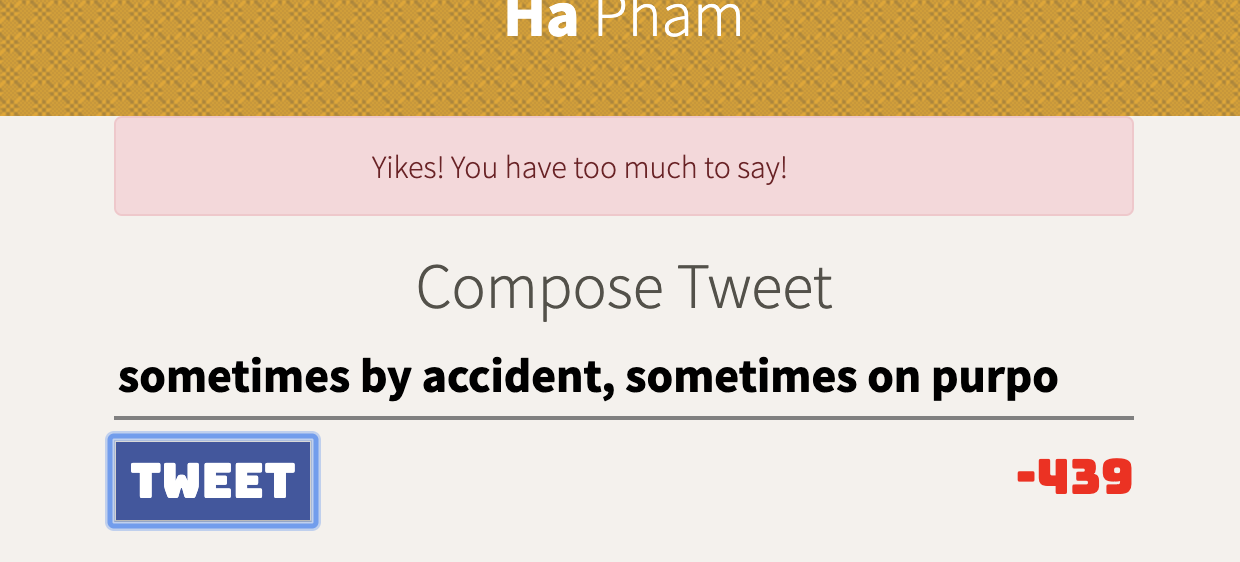 Ha Pham
Yikes! You have too much to say!
Compose Tweet
sometimes by accident, sometimes on purpo
TWEET
-439